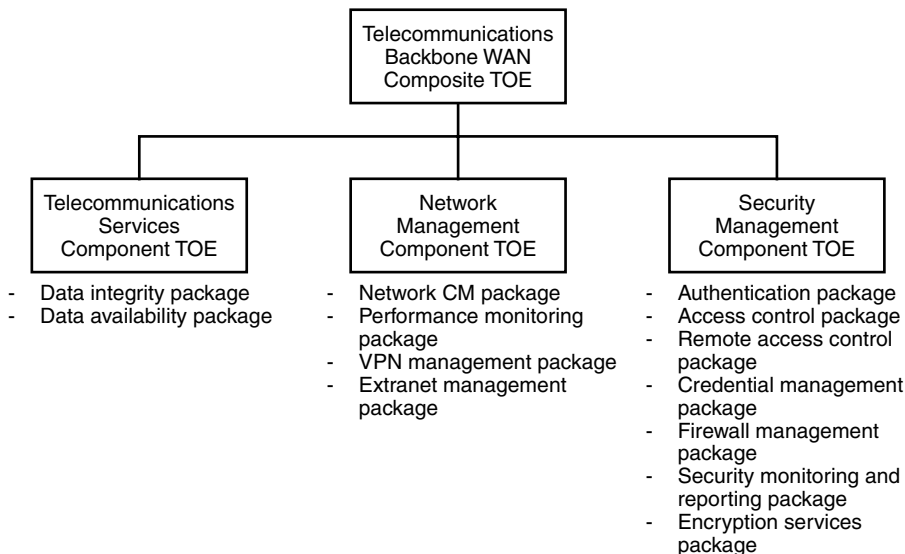 Telecommunications
Backbone WAN
Composite TOE
Telecommunications
Services
Component TOE
- Data integrity package
- Data availability package
Network
Management
Component TOE
- Network CM package
- Performance monitoring
package
- VPN management package
- Extranet management
package
Security
Management
Component TOE
- Authentication package
- Access control package
- Remote access control
package
- Credential management
package
- Firewall management
package
- Security monitoring and
reporting package
- Encryption services
package